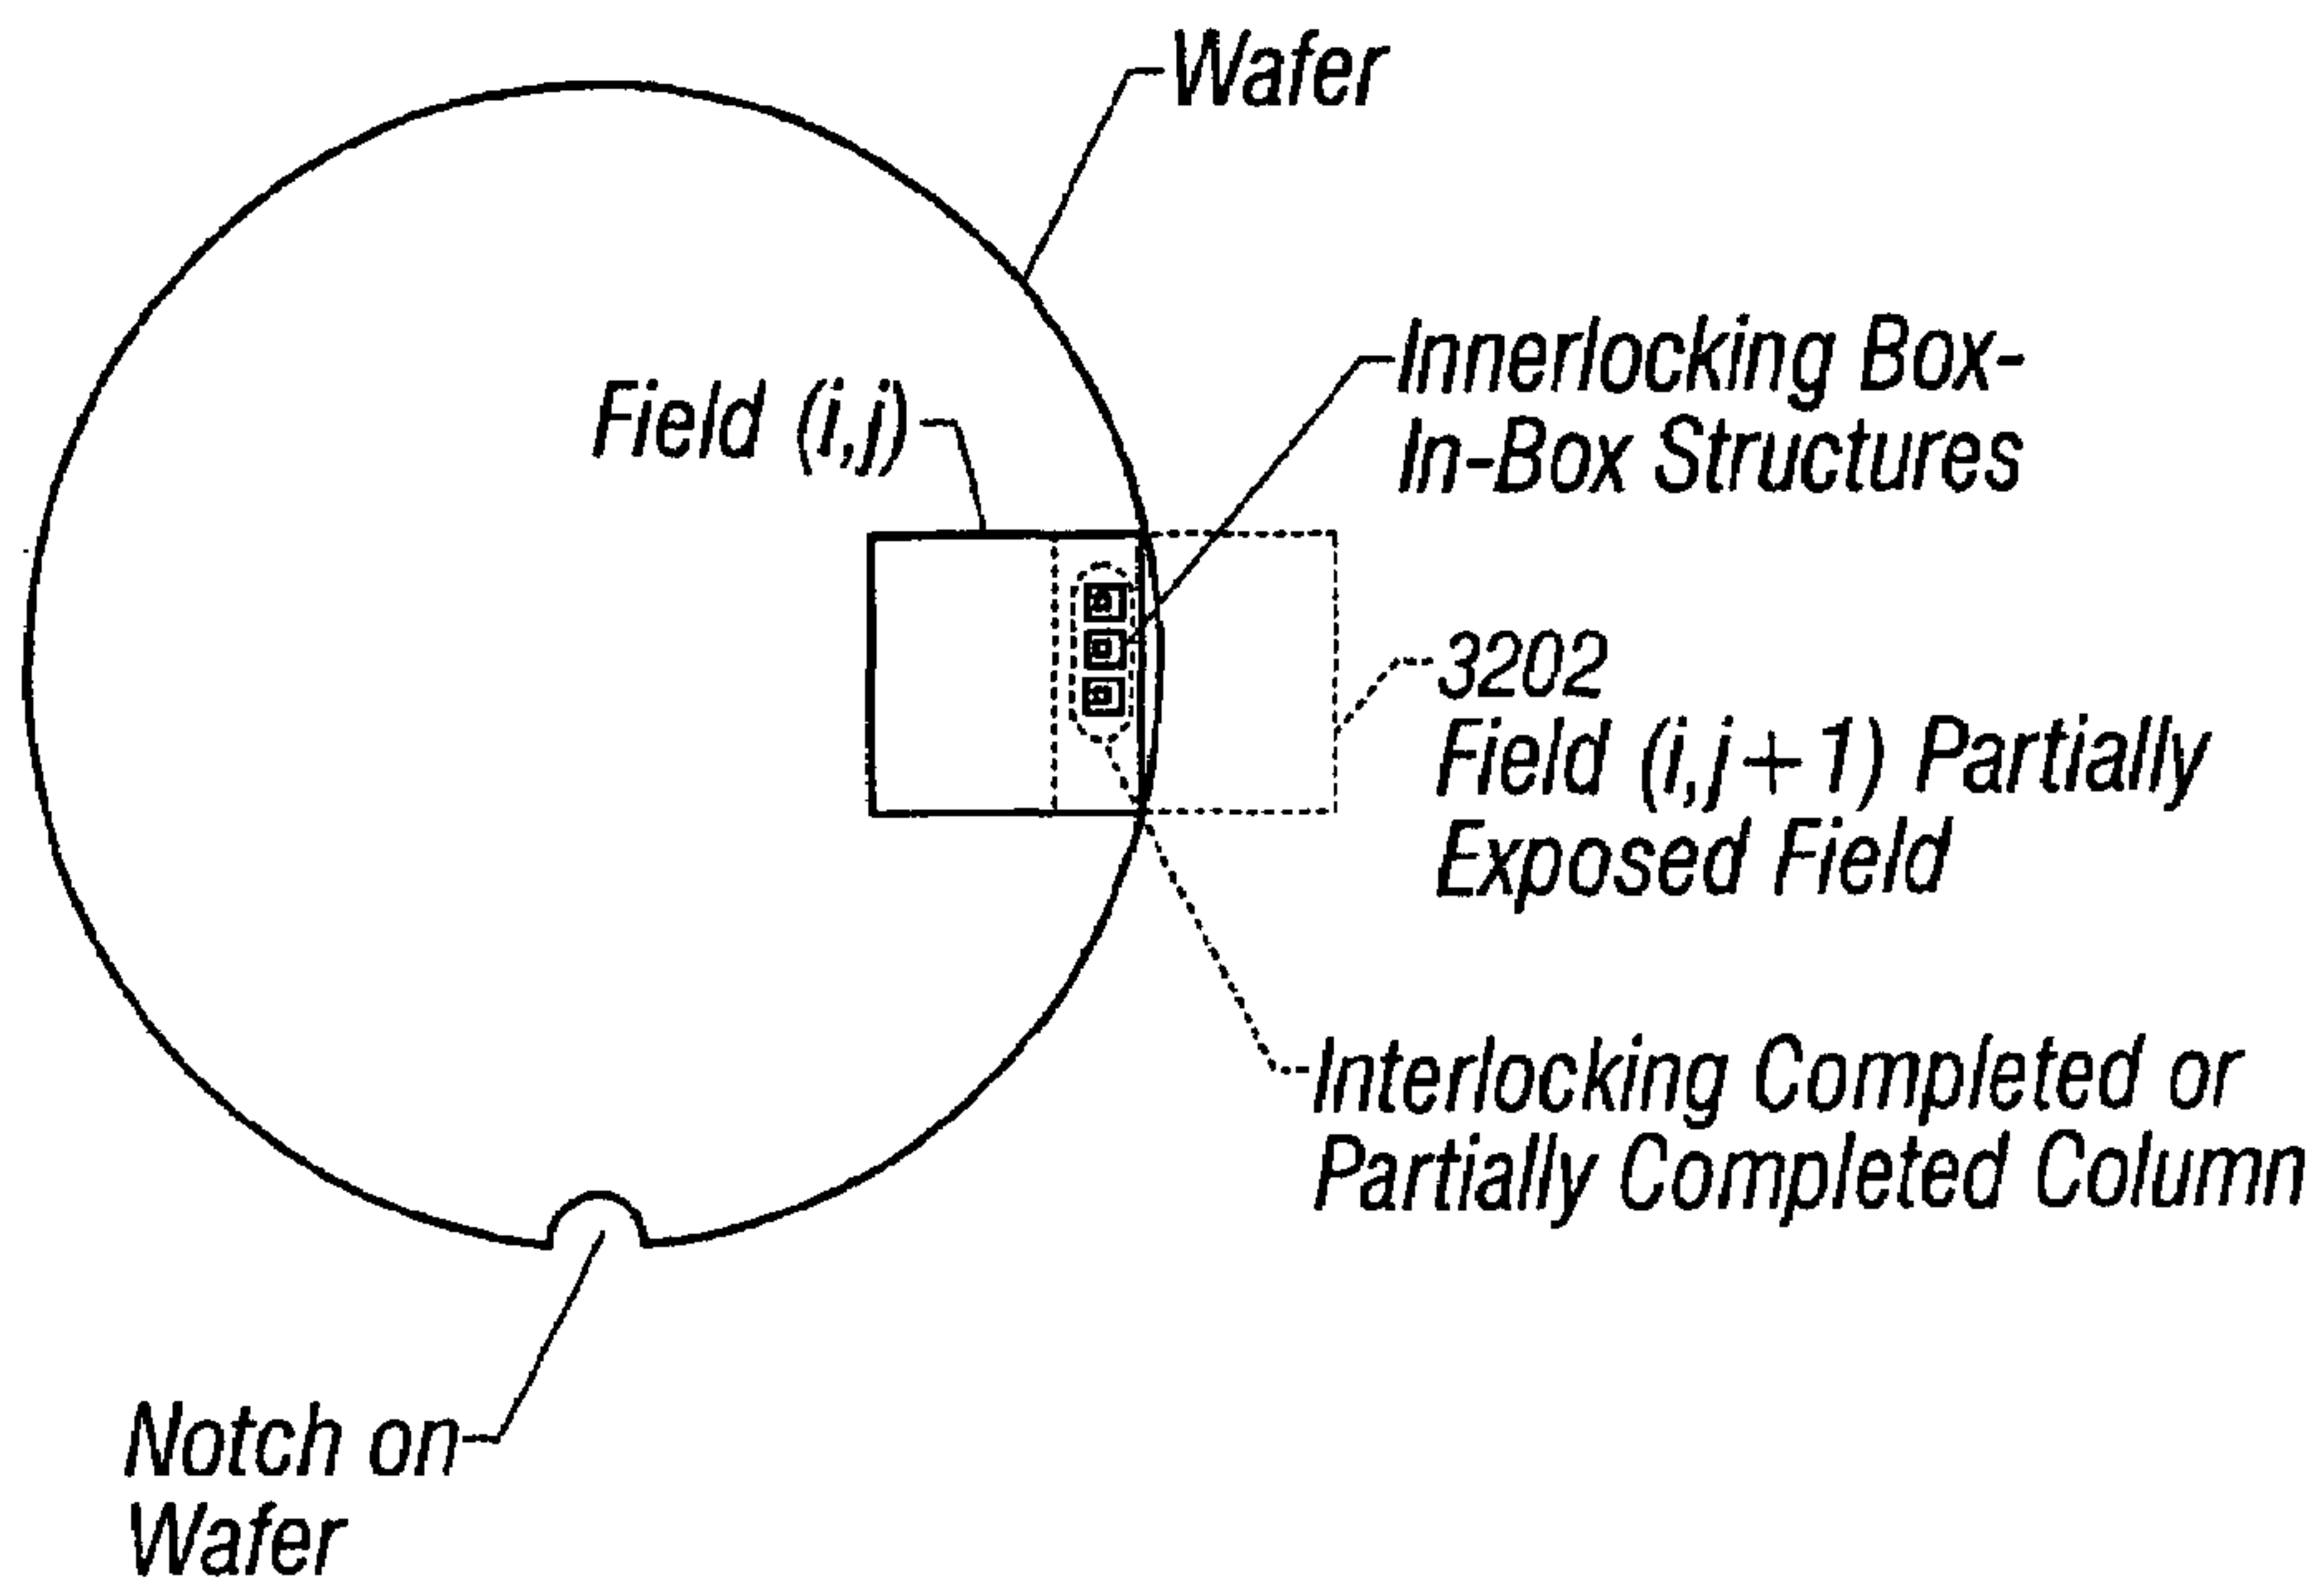 Wafer
Innerlocking Box-
In-Box Structures
Field (i,j)
3202
Field (i,j+1) Partially
Exposed Field
Interlocking Completed or
Partially Completed Column
Notch on
Wafer